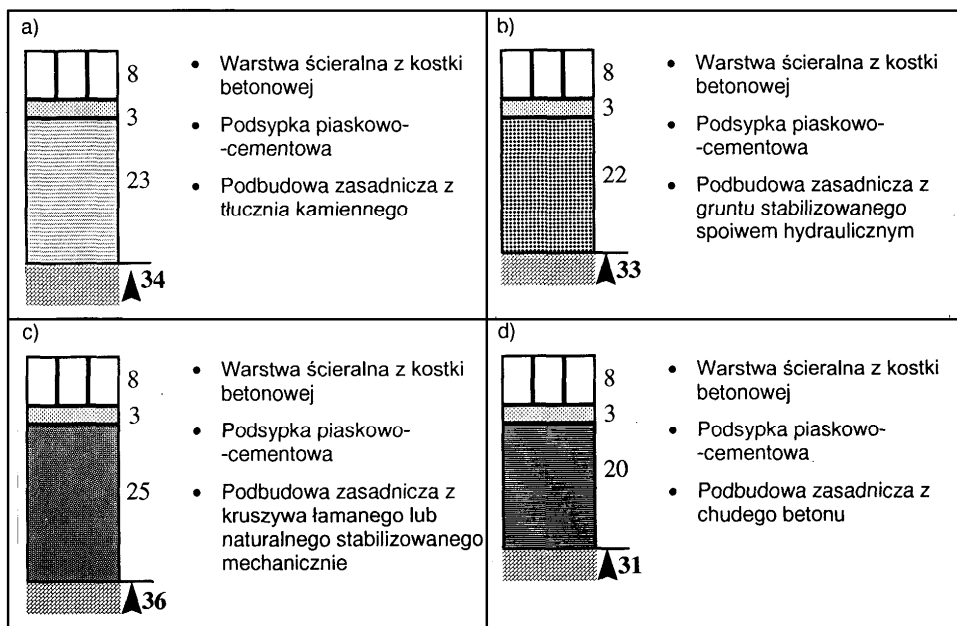 a)
8
3
23
34
• Warstwa ścieralna z kostki
betonowej
• Podsypka piaskowo-
-cementowa
• Podbudowa zasadnicza z
tłucznia kamiennego
b)
8
3
22
33
• Warstwa ścieralna z kostki
betonowej
• Podsypka piaskowo-
-cementowa
• Podbudowa zasadnicza z
gruntu stabilizowanego
spoiwem hydraulicznym
c)
8
3
25
36
• Warstwa ścieralna z kostki
betonowej
• Podsypka piaskowo-
-cementowa
• Podbudowa zasadnicza z
kruszywa łamanego lub
naturalnego stabilizowanego
mechanicznie
d)
8
3
20
31
• Warstwa ścieralna z kostki
betonowej
• Podsypka piaskowo-
-cementowa
• Podbudowa zasadnicza z
chudego betonu